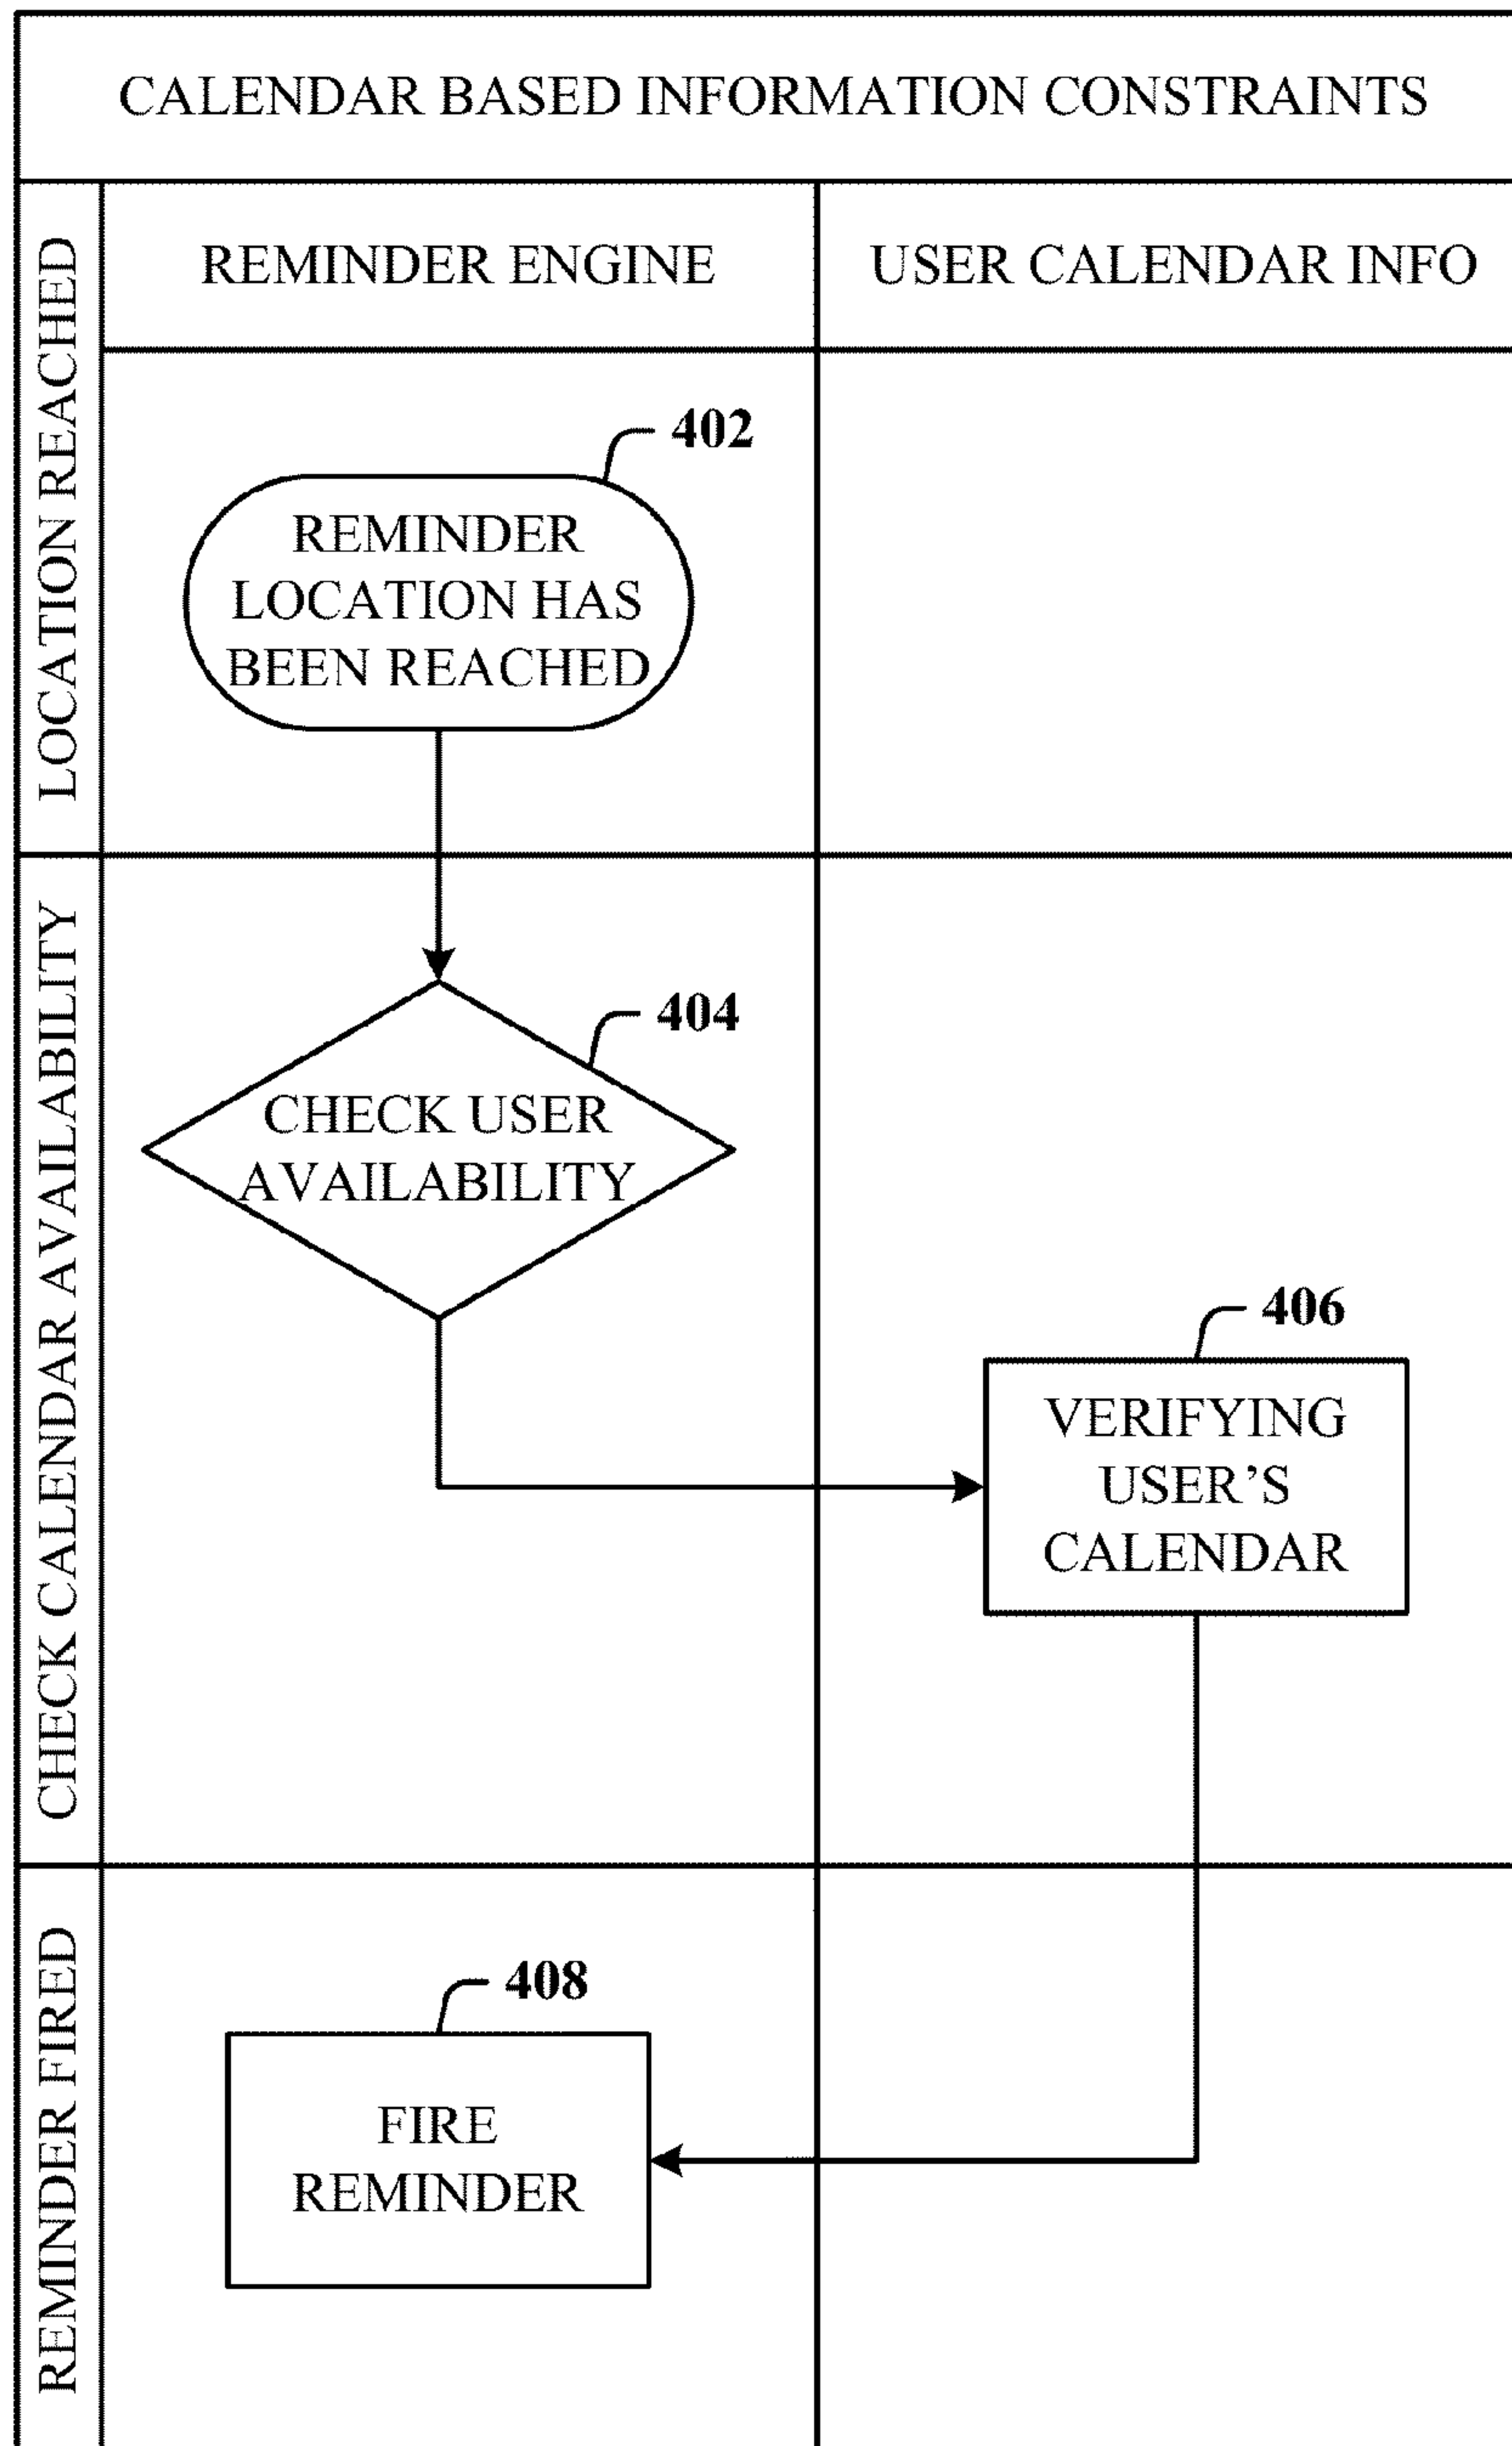 CALENDAR BASED INFORMATION CONSTRAINTS
LOCATION REACHED
REMINDER ENGINE
USER CALENDAR INFO
402
REMINDER
LOCATION HAS
BEEN REACHED
CHECK CALENDAR AVAILABILITY
404
CHECK USER
AVAILABILITY
406
VERIFYING
USER'S
CALENDAR
REMINDER FIRED
408
FIRE
REMINDER